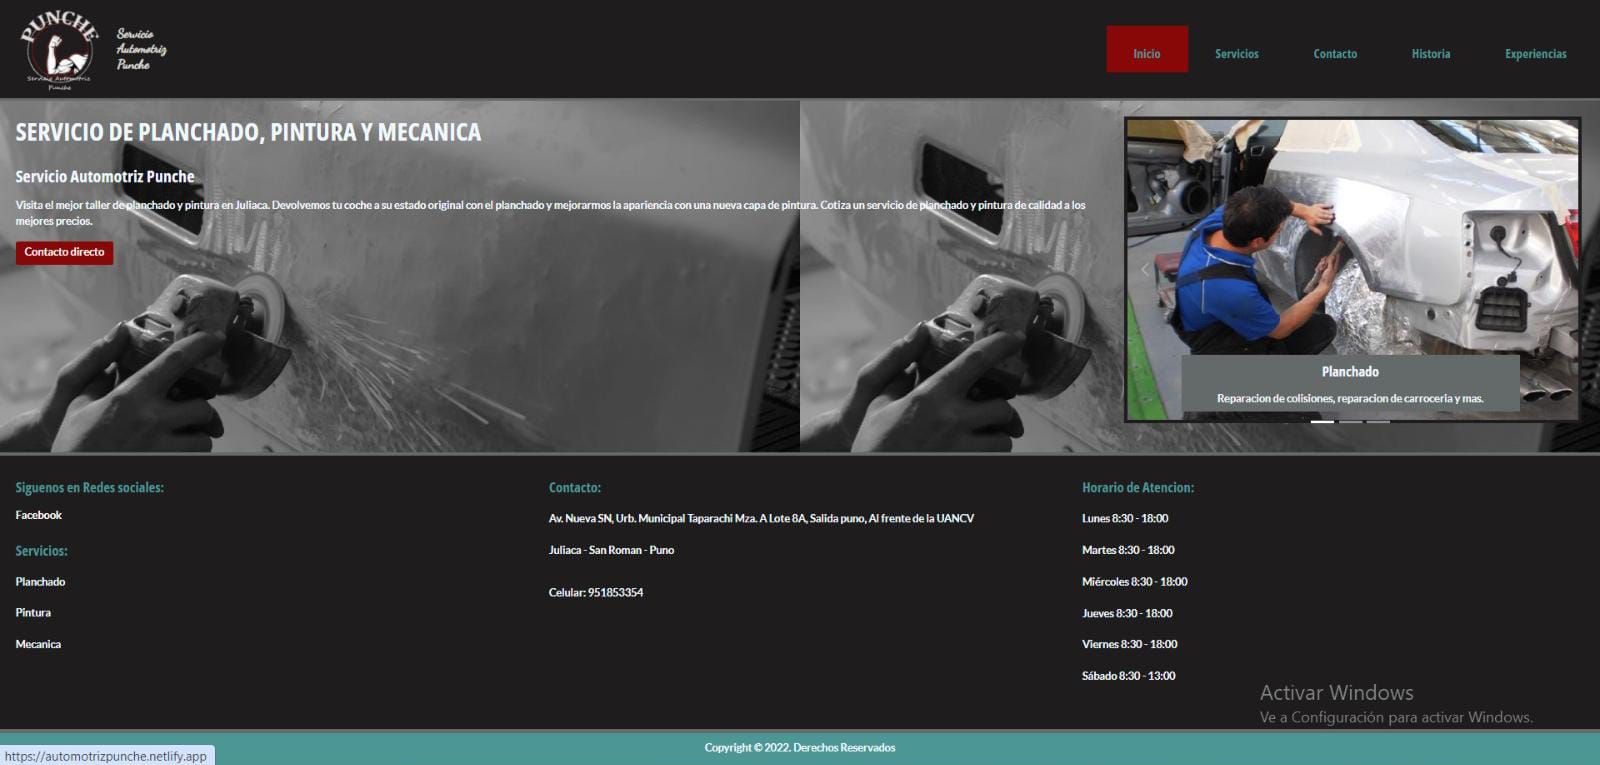 PUNCHE
Servicio Automotriz
Punche
Servicio
Automotriz
Punche
Inicio
Servicios
Contacto
Historia
Experiencias
SERVICIO DE PLANCHADO, PINTURA Y MECANICA
Servicio Automotriz Punche
Visita el mejor taller de planchado y pintura en Juliaca. Devolvemos tu coche a su estado original con el planchado y mejorarmos la apariencia con una nueva capa de pintura. Cotiza un servicio de planchado y pintura de calidad a los
mejores precios.
Contacto directo
Planchado
Reparacion de colisiones, reparacion de carroceria y mas.
Siguenos en Redes sociales:
Facebook
Servicios:
Planchado
Pintura
Mecanica
Contacto:
Av. Nueva SN, Urb. Municipal Taparachi Mza. A Lote 8A, Salida puno, Al frente de la UANCV
Juliaca - San Roman - Puno
Celular: 951853354
Horario de Atencion:
Lunes 8:30 - 18:00
Martes 8:30 - 18:00
Miércoles 8:30 - 18:00
Jueves 8:30 - 18:00
Viernes 8:30 - 18:00
Sábado 8:30 - 13:00
Activar Windows
Ve a Configuración para activar Windows.
Copyright © 2022. Derechos Reservados
https://automotrizpunche.netlify.app